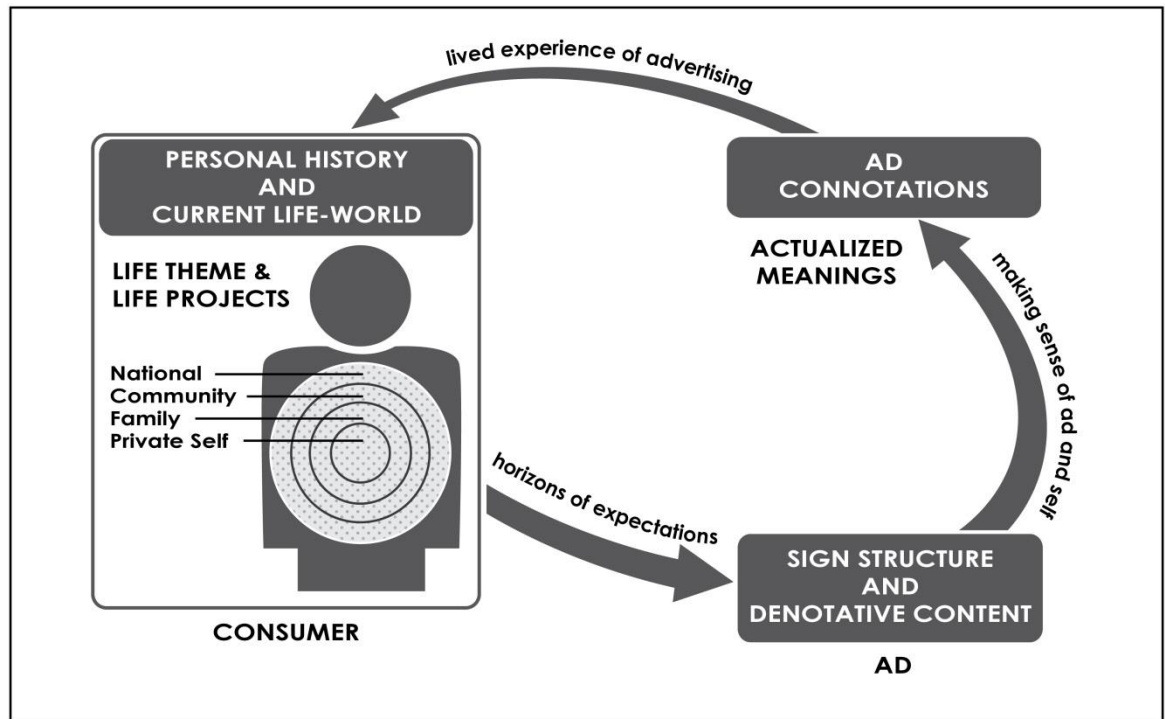 lived experience of advertising
PERSONAL HISTORY
AND
CURRENT LIFE-WORLD
LIFE THEME &
LIFE PROJECTS
National
Community
Family
Private Self
CONSUMER
horizons of expectations
SIGN STRUCTURE
AND
DENOTATIVE CONTENT
AD
making sense of ad and self
AD
CONNOTATIONS
ACTUALIZED
MEANINGS